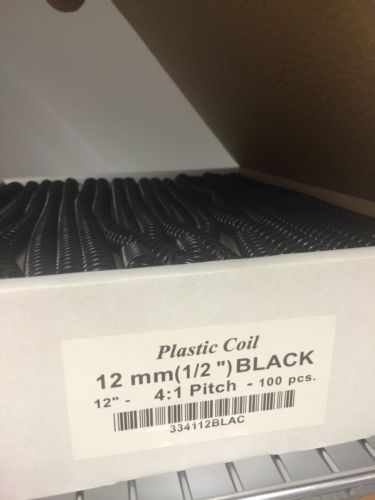 Plastic Coil
12 mm(1/2 ")BLACK
12" - 4:1 Pitch - 100 pcs.
334112BLAC